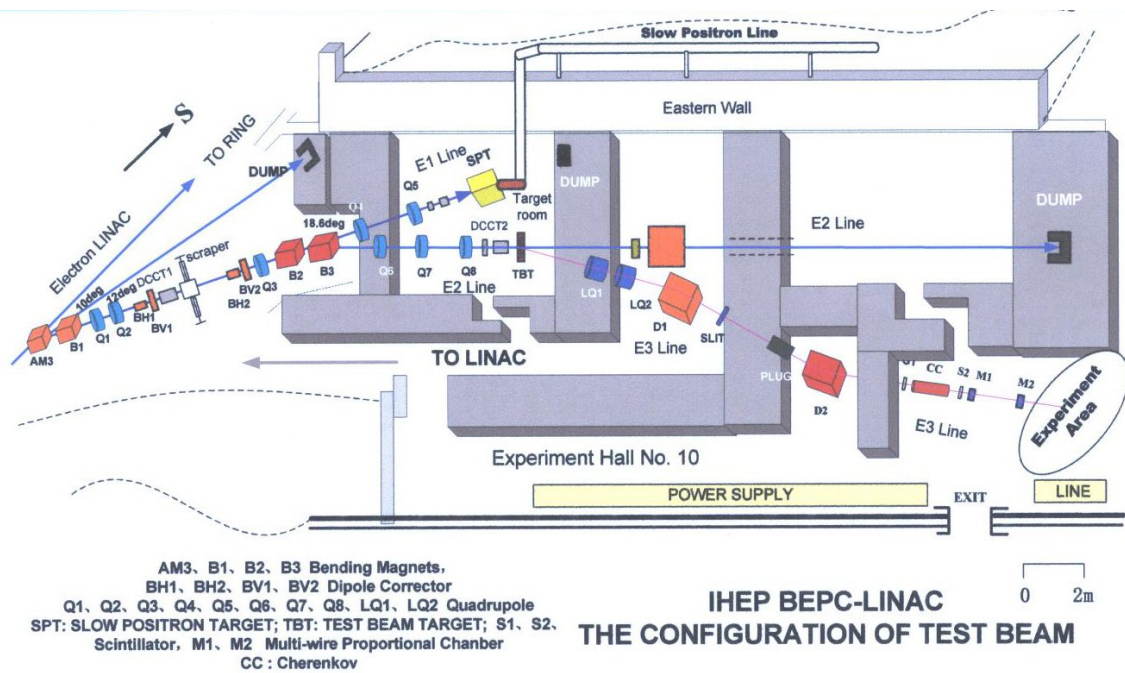 Slow Positron Line
Eastern Wall
S
TO RING
DUMP
E1 Line
SPT
Electron LINAC
scraper
Q4
Q5
Target
room
DUMP
DUMP
18.6deg
DCCT2
E2 Line
10deg
12deg
DCCT1
BV2
Q3
B2
B3
Q6
Q7
Q8
TBT
BH2
E2 Line
LQ1
LQ2
AM3
B1
Q1
Q2
BH1
BV1
D1
SLIT
E3 Line
TO LINAC
PLUG
D2
CC
S2
M1
M2
E3 Line
Experiment
Area
Experiment Hall No. 10
POWER SUPPLY
EXIT
LINE
AM3、B1、B2、B3 Bending Magnets,
BH1、BH2、BV1、BV2 Dipole Corrector
Q1、Q2、Q3、Q4、Q5、Q6、Q7、Q8、LQ1、LQ2 Quadrupole
SPT: SLOW POSITRON TARGET; TBT: TEST BEAM TARGET; S1、S2、
Scintillator, M1、M2 Multi-wire Proportional Chanber
CC : Cherenkov
IHEP BEPC-LINAC
THE CONFIGURATION OF TEST BEAM
0 2m